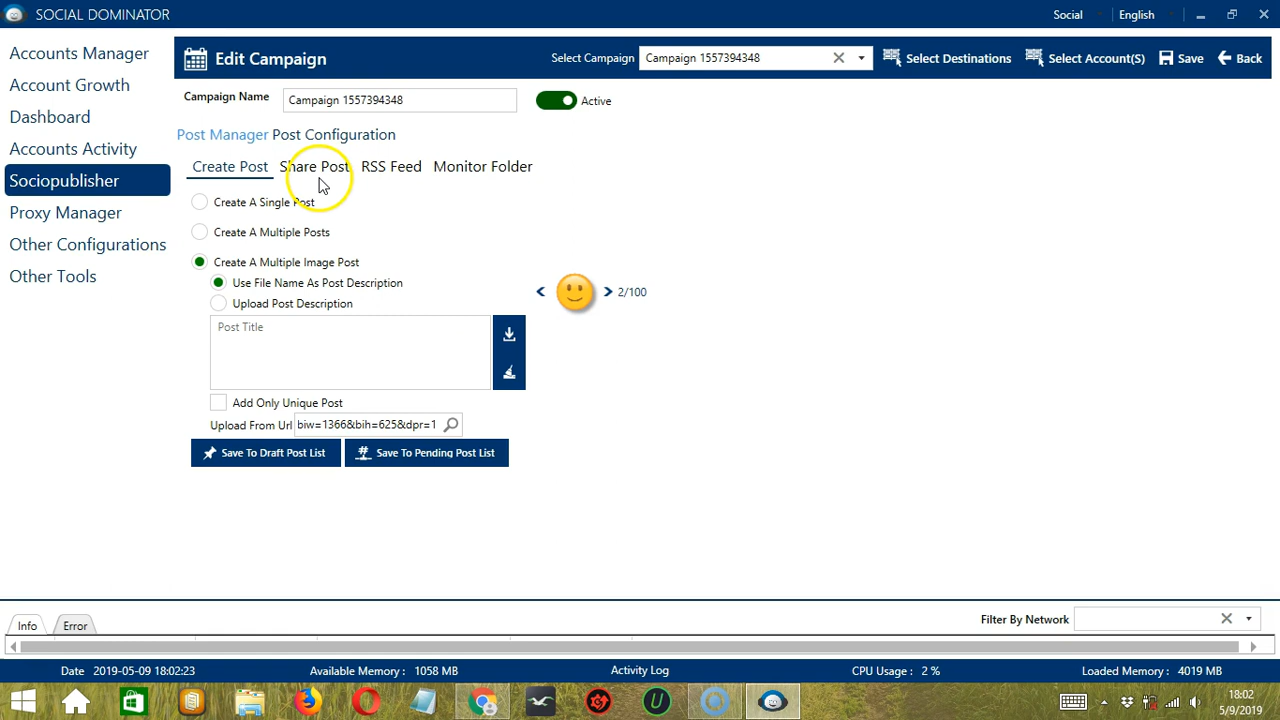 SOCIAL DOMINATOR
Social
English
Accounts Manager
Account Growth
Dashboard
Accounts Activity
Sociopublisher
Proxy Manager
Other Configurations
Other Tools
Edit Campaign
Select Campaign
Campaign 1557394348
Select Destinations
Select Account(s)
Save
Back
Campaign Name
Campaign 1557394348
Active
Post Manager Post Configuration
Create Post Share Post RSS Feed Monitor Folder
Create A Single Post
Create A Multiple Posts
Create A Multiple Image Post
Use File Name As Post Description
Upload Post Description
2/100
Post Title
Add Only Unique Post
Upload From Url biw=1366&bih=625&dpr=1
Save To Draft Post List
Save To Pending Post List
Info
Error
Filter By Network
Date 2019-05-09 18:02:23
Available Memory : 1058 MB
Activity Log
CPU Usage : 2 %
Loaded Memory : 4019 MB
18:02
5/9/2019